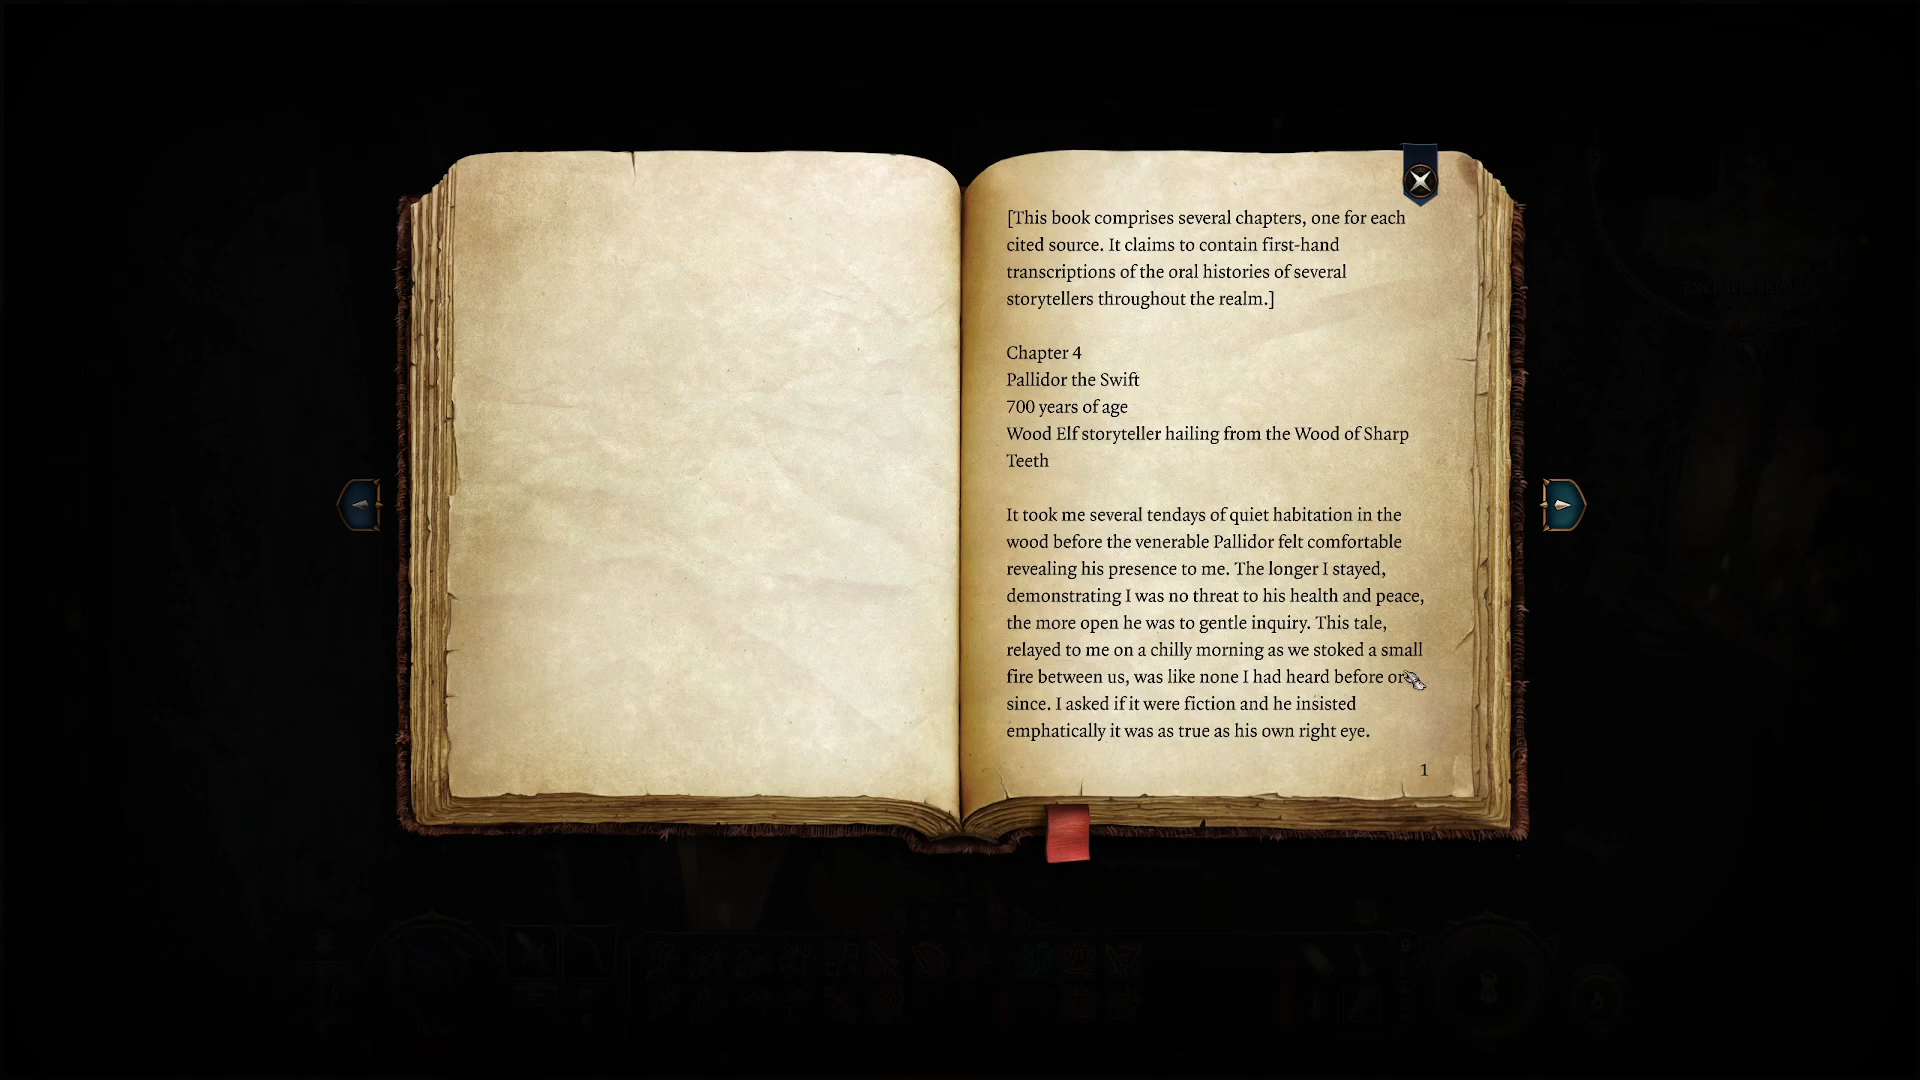 [This book comprises several chapters, one for each
cited source. It claims to contain first-hand
transcriptions of the oral histories of several
storytellers throughout the realm.]
Chapter 4
Pallidor the Swift
700 years of age
Wood Elf storyteller hailing from the Wood of Sharp
Teeth
It took me several tendays of quiet habitation in the
wood before the venerable Pallidor felt comfortable
revealing his presence to me. The longer I stayed,
demonstrating I was no threat to his health and peace,
the more open he was to gentle inquiry. This tale,
relayed to me on a chilly morning as we stoked a small
fire between us, was like none I had heard before or
since. I asked if it were fiction and he insisted
emphatically it was as true as his own right eye.
1